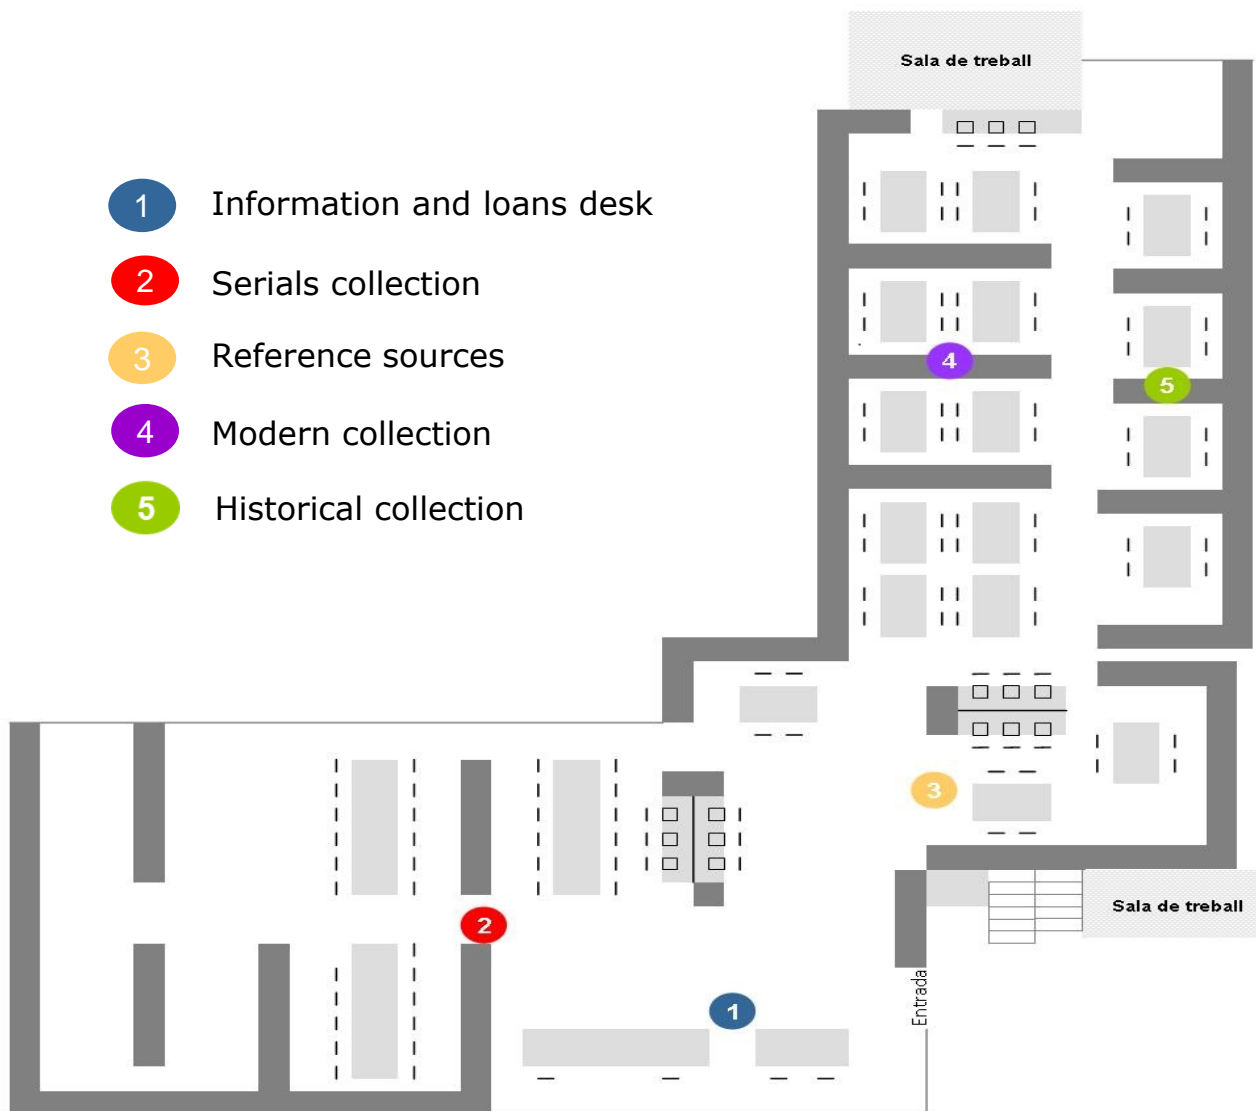 Sala de treball
1 Information and loans desk
2 Serials collection
3 Reference sources
4 Modern collection
5 Historical collection
4
5
3
Sala de treball
2
Entrada
1